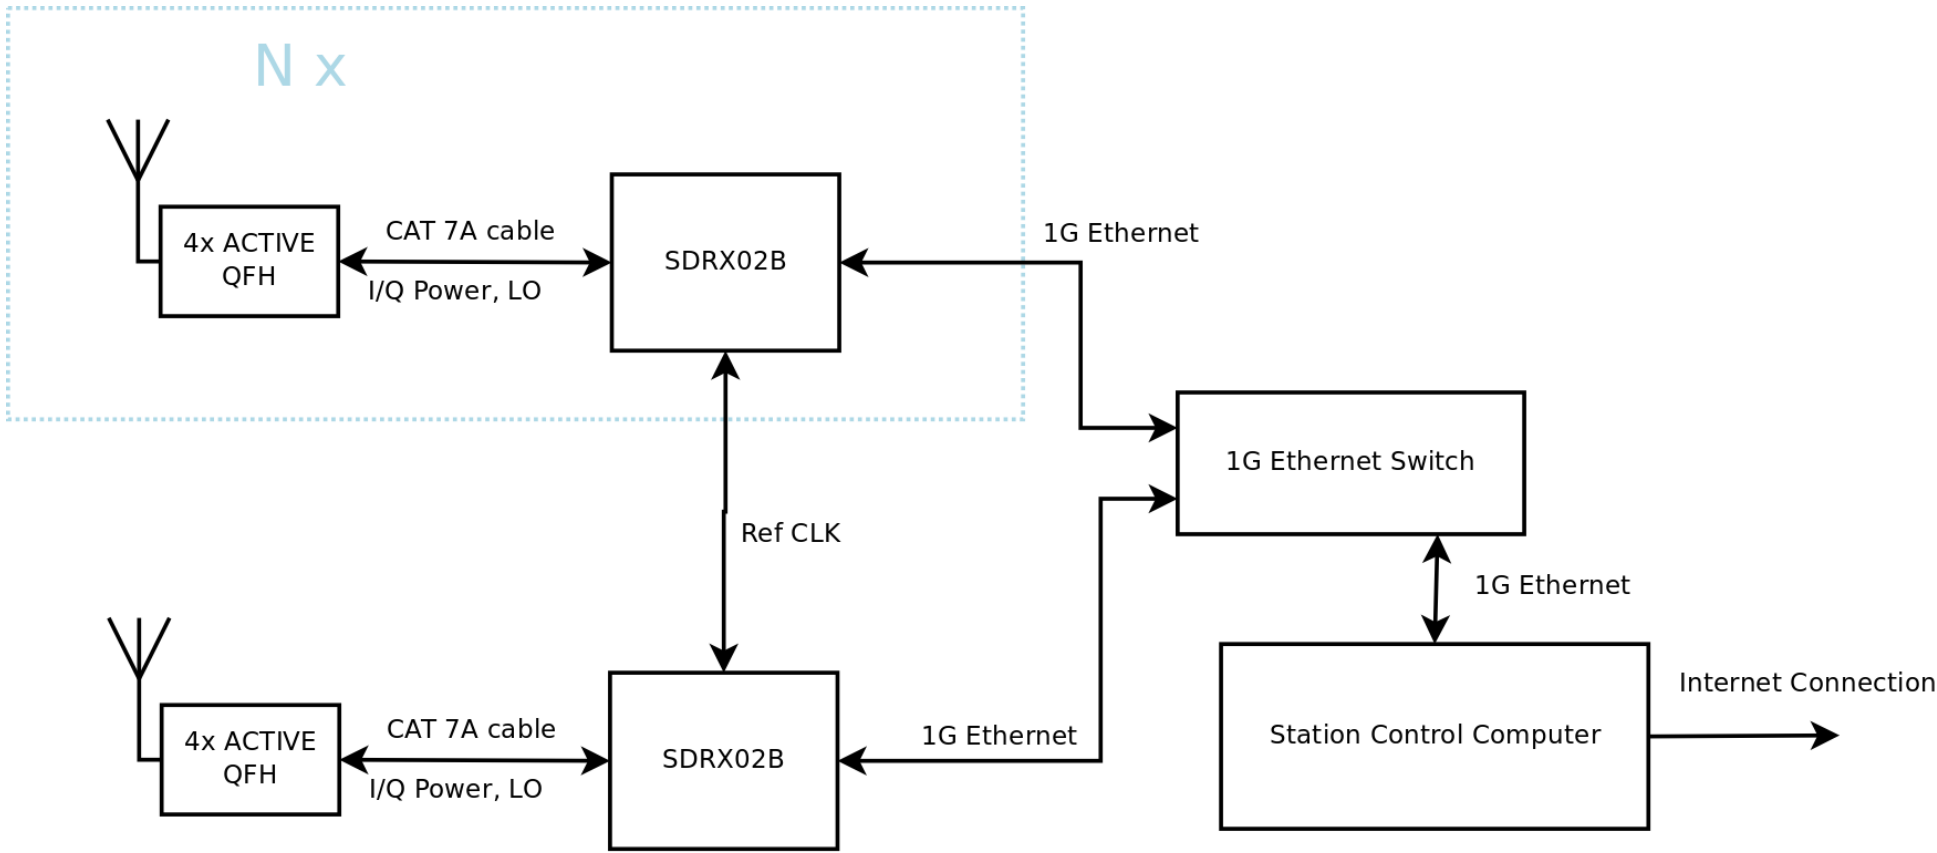 N x
4x ACTIVE
QFH
CAT 7A cable
I/Q Power, LO
SDRX02B
1G Ethernet
1G Ethernet Switch
Ref CLK
1G Ethernet
4x ACTIVE
QFH
CAT 7A cable
I/Q Power, LO
SDRX02B
1G Ethernet
Station Control Computer
Internet Connection